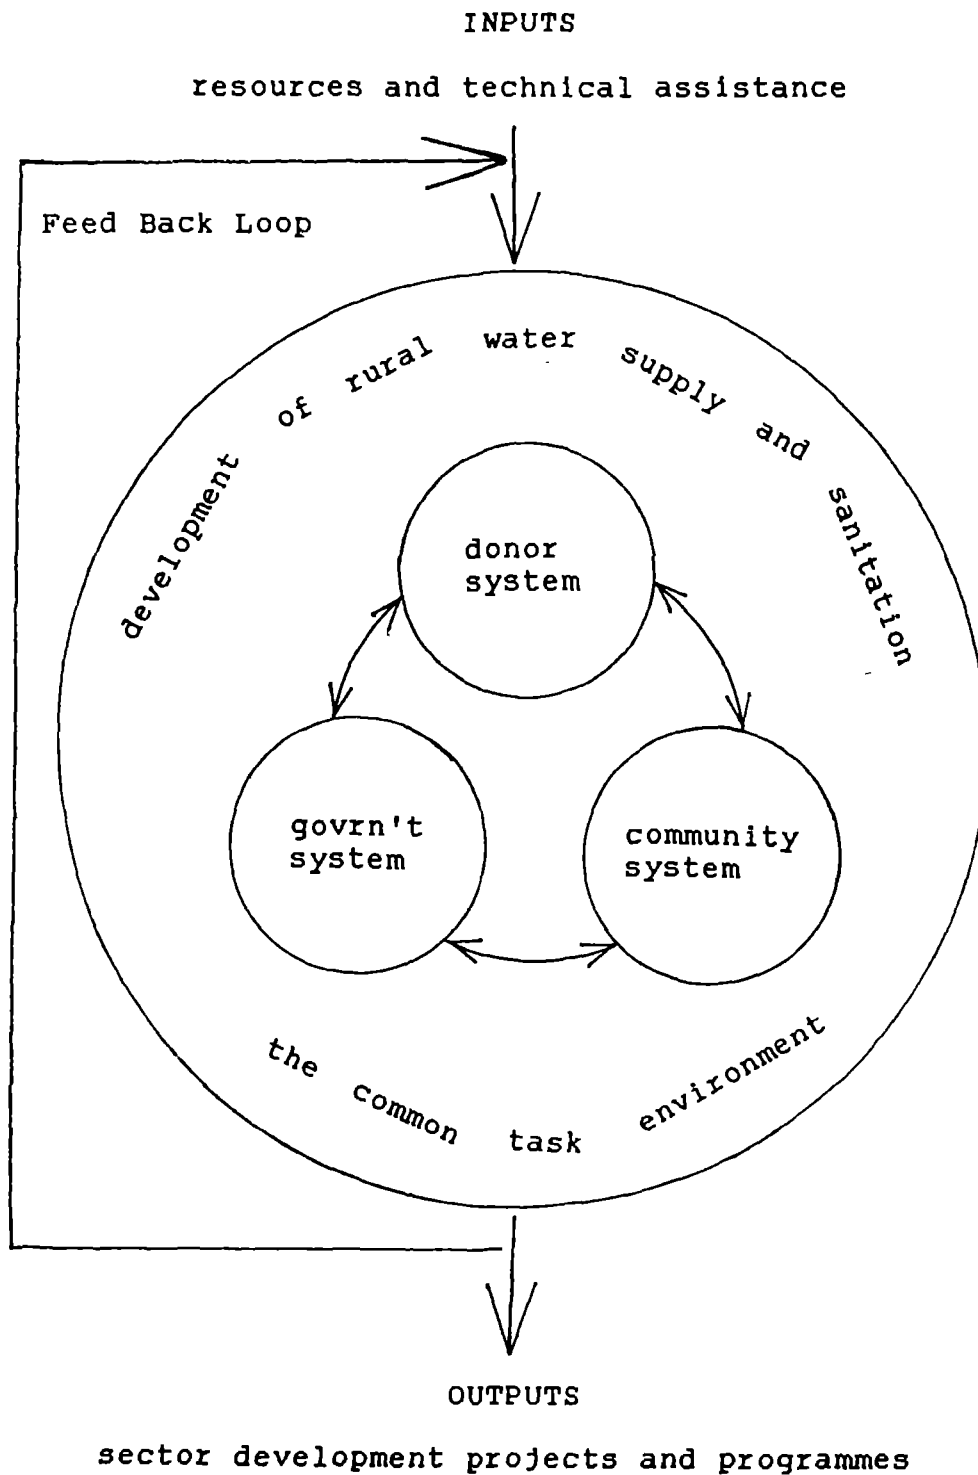 INPUTS
resources and technical assistance
Feed Back Loop
development of rural water supply and sanitation
donor
system
govrn't
system
community
system
the common task environment
OUTPUTS
sector development projects and programmes